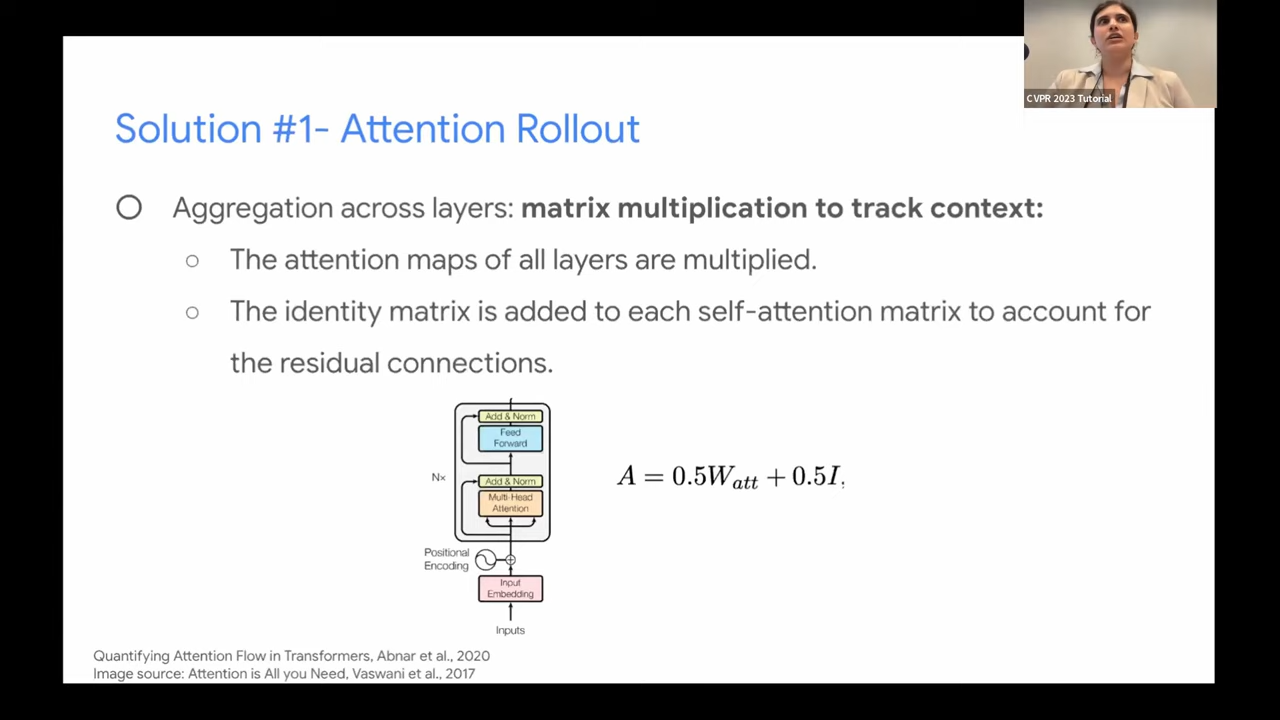 CVPR 2023 Tutorial
Solution #1- Attention Rollout
Aggregation across layers: matrix multiplication to track context:
The attention maps of all layers are multiplied.
The identity matrix is added to each self-attention matrix to account for
the residual connections.
Add & Norm
Feed
Forward
N×
Add & Norm
Multi-Head
Attention
Positional
Encoding
Input
Embedding
Inputs
A = 0.5W_{att} + 0.5I,
Quantifying Attention Flow in Transformers, Abnar et al., 2020
Image source: Attention is All you Need, Vaswani et al., 2017